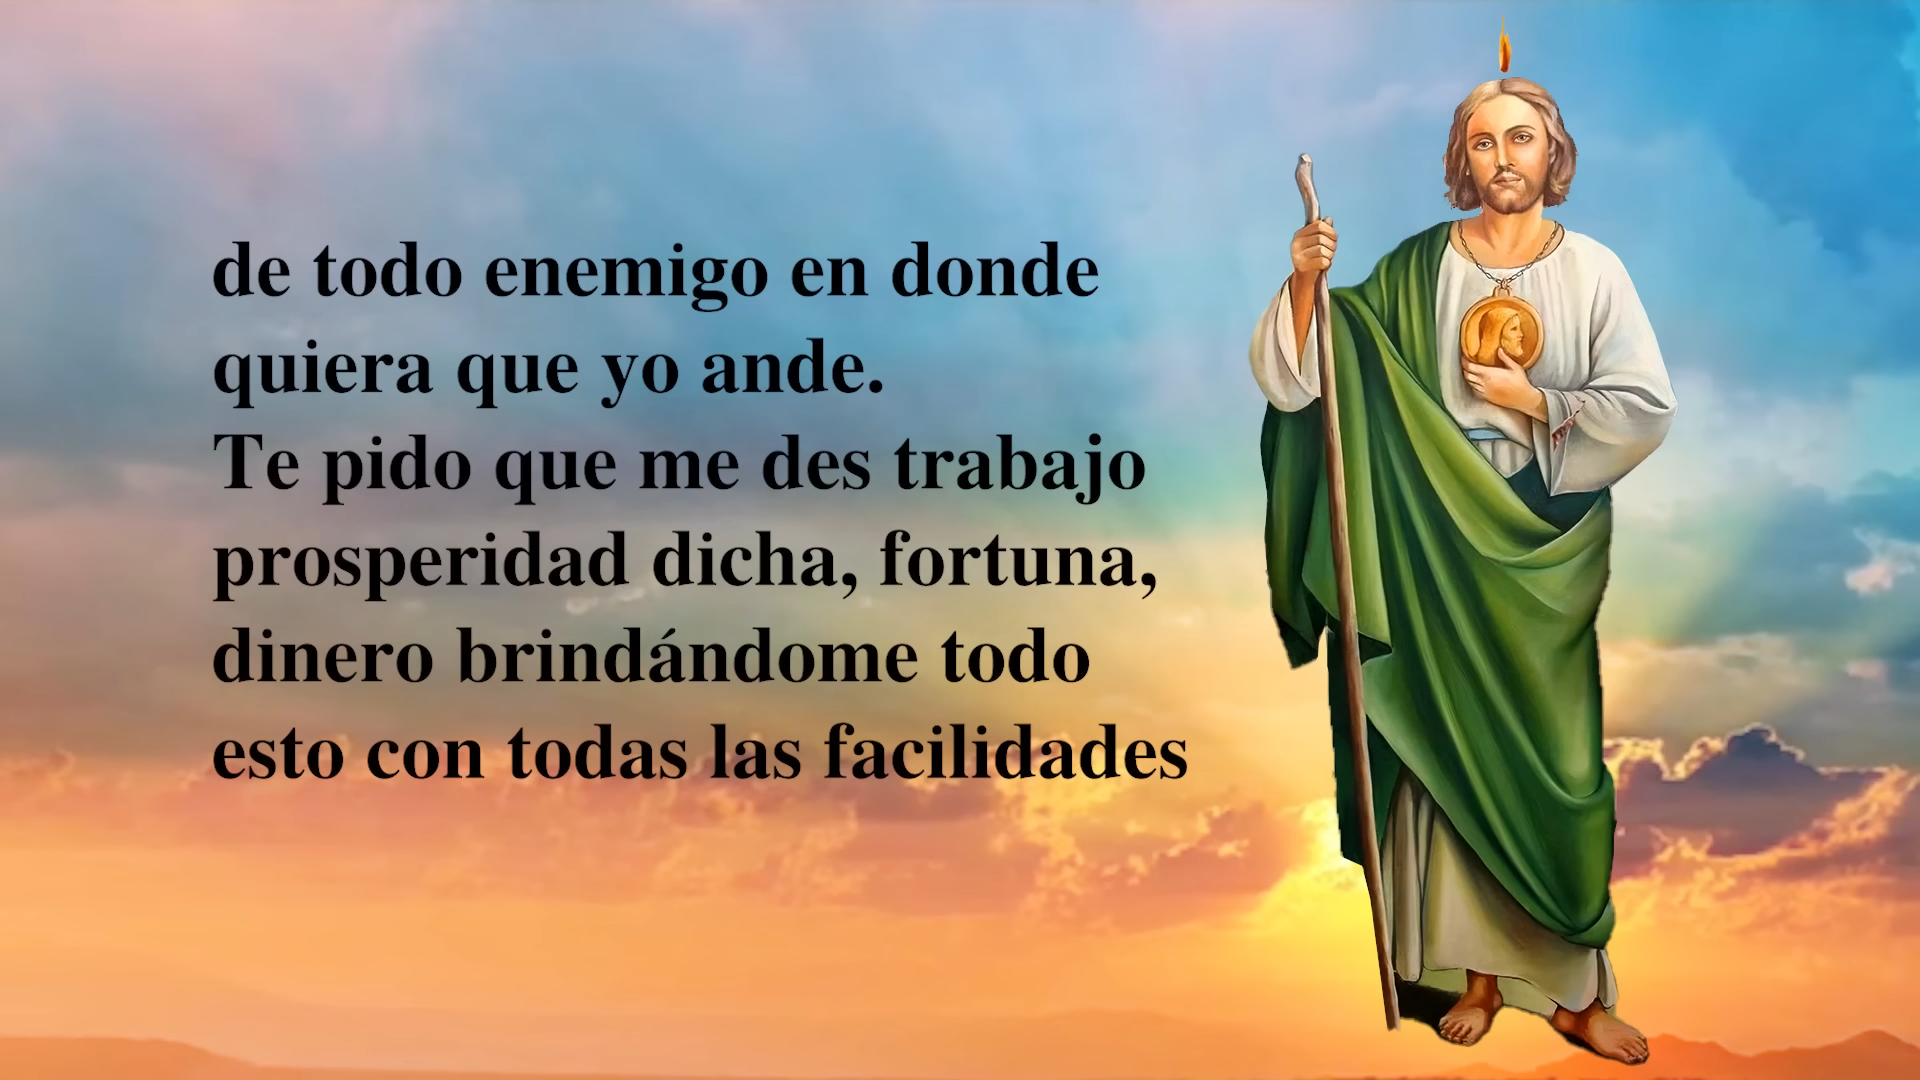 de todo enemigo en donde
quiera que yo ande.
Te pido que me des trabajo
prosperidad dicha, fortuna,
dinero brindándome todo
esto con todas las facilidades